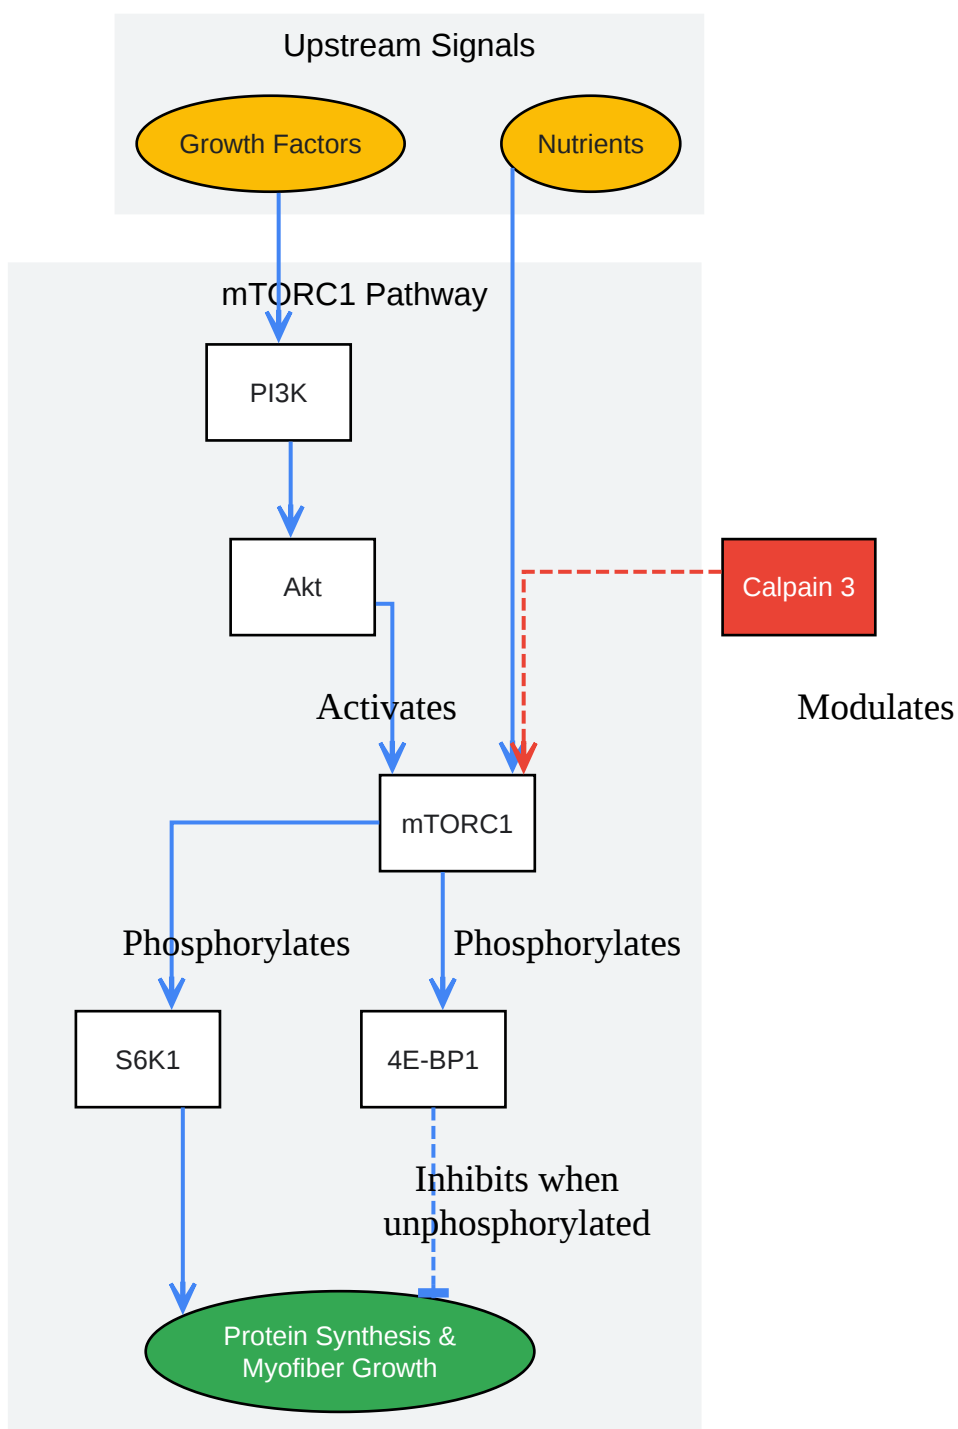 Upstream Signals
Growth Factors
Nutrients
mTORC1 Pathway
PI3K
Akt
Calpain 3
Activates
Modulates
mTORC1
Phosphorylates
Phosphorylates
S6K1
4E-BP1
Inhibits when
unphosphorylated
Protein Synthesis &
Myofiber Growth